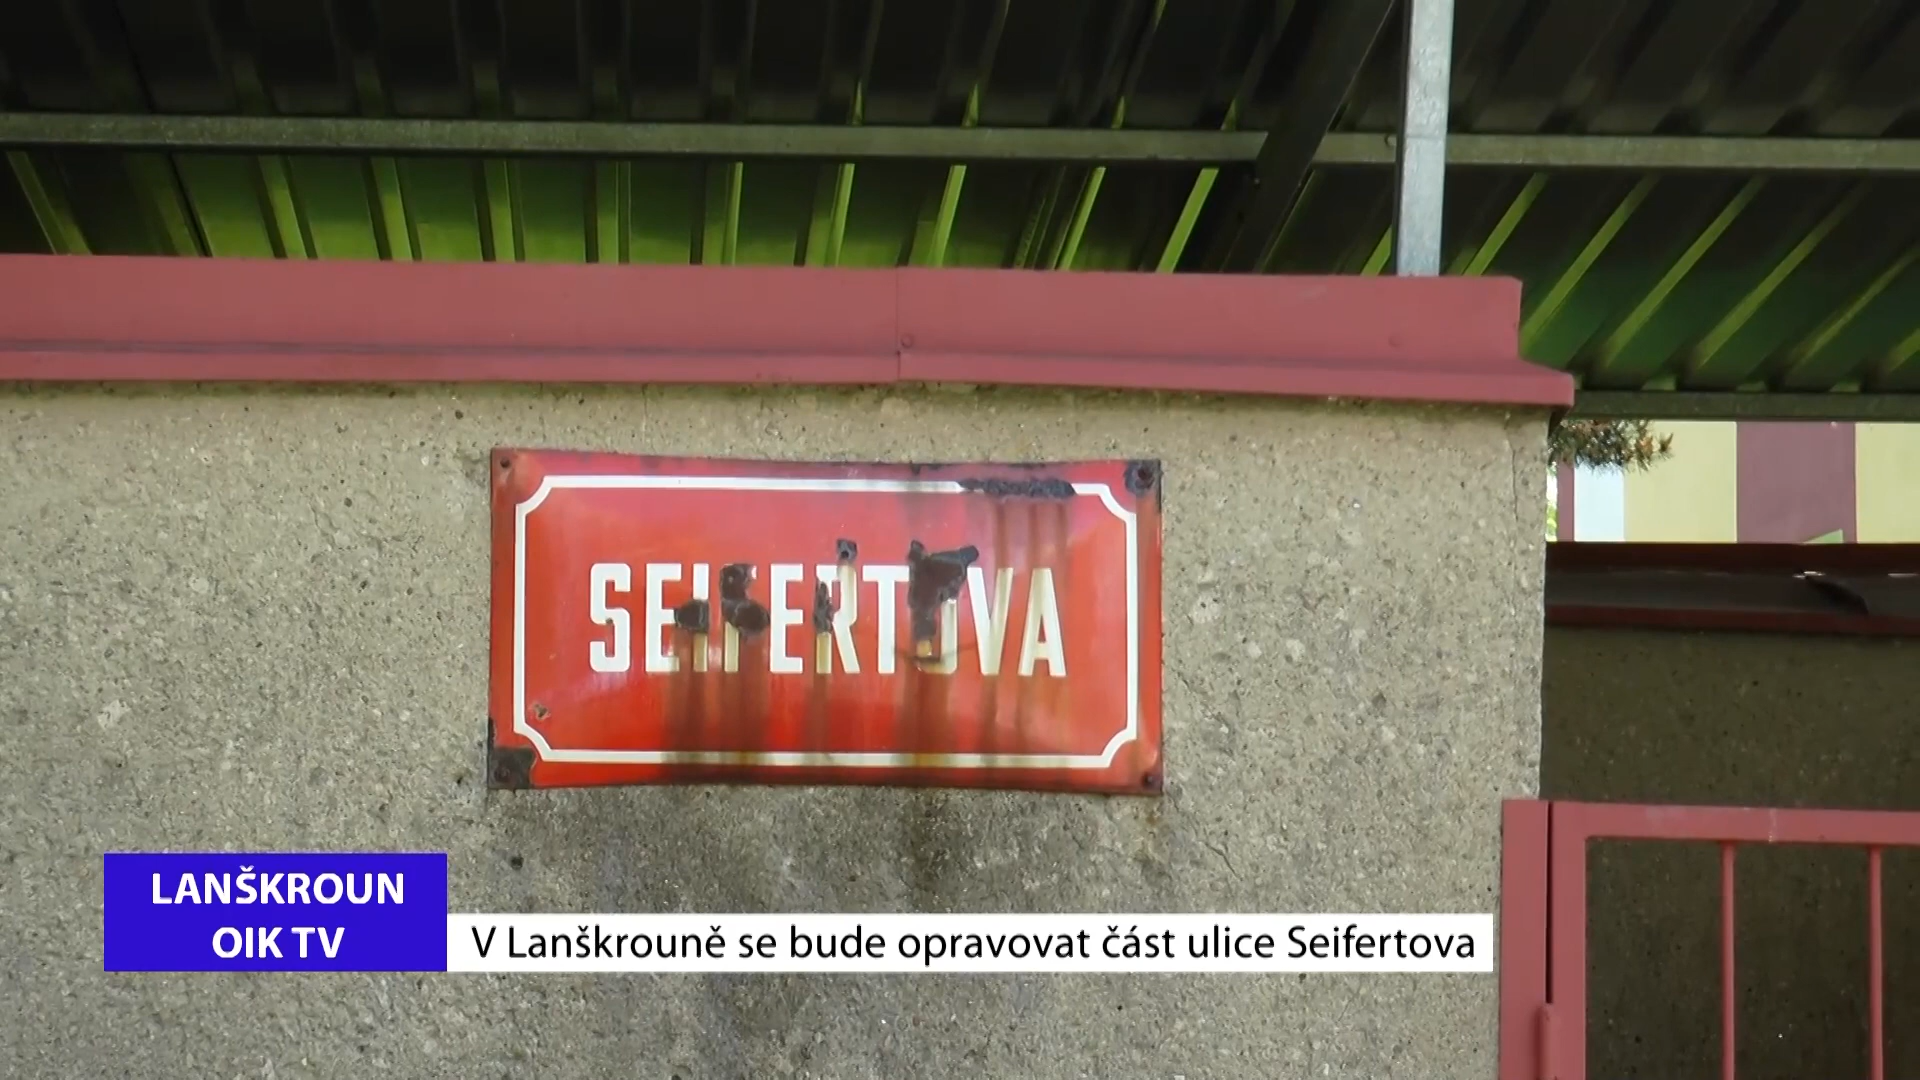 SEIFERTOVA
LANŠKROUN
OIK TV
V Lanškrouně se bude opravovat část ulice Seifertova